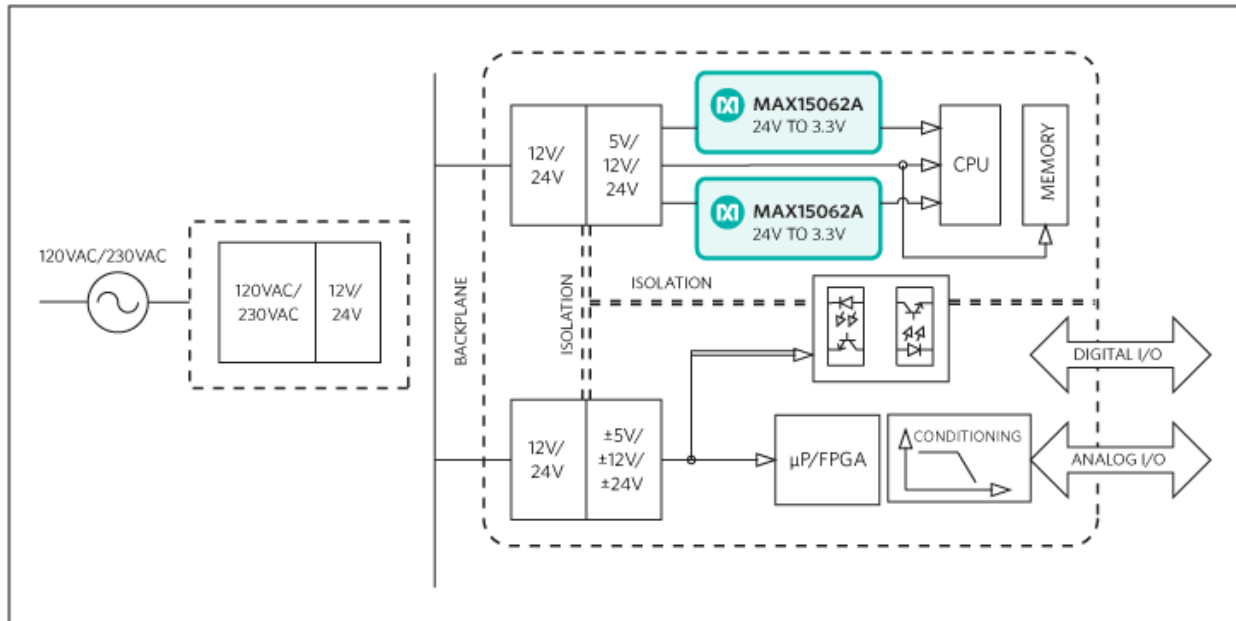 120VAC/230VAC
120VAC/
230VAC
12V/
24V
BACKPLANE
12V/
24V
5V/
12V/
24V
MAX15062A
24V TO 3.3V
MAX15062A
24V TO 3.3V
CPU
MEMORY
ISOLATION
ISOLATION
12V/
24V
±5V/
±12V/
±24V
µP/FPGA
CONDITIONING
DIGITAL I/O
ANALOG I/O